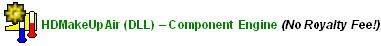 HDMakeUpAir (DLL) – Component Engine (No Royalty Fee!)